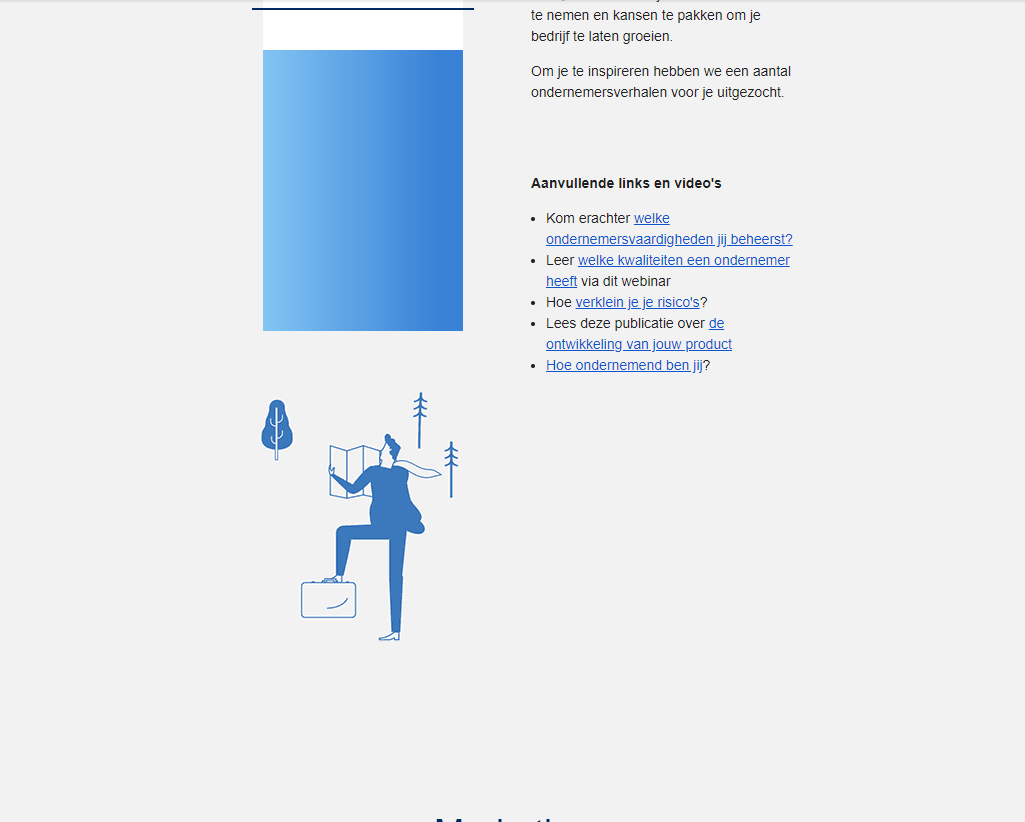 te nemen en kansen te pakken om je
bedrijf te laten groeien.
Om je te inspireren hebben we een aantal
ondernemersverhalen voor je uitgezocht.
Aanvullende links en video's
Kom erachter welke
ondernemersvaardigheden jij beheerst?
Leer welke kwaliteiten een ondernemer
heeft via dit webinar
Hoe verklein je je risico's?
Lees deze publicatie over de
ontwikkeling van jouw product
Hoe ondernemend ben jij?